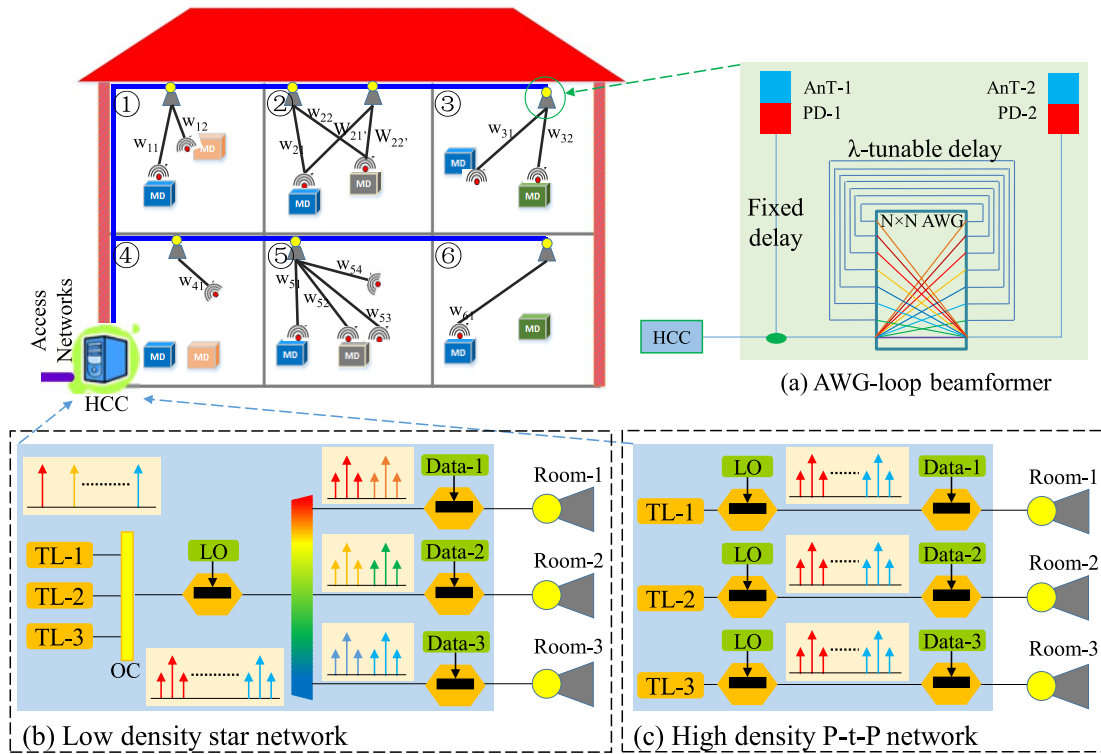 ①
②
③
w11
w12
w21
w22
w21'
w22'
w31
w32
MD
MD
MD
MD
MD
MD
MD
④
⑤
⑥
w41
w51
w52
w53
w54
w61
MD
MD
MD
MD
MD
MD
Access
Networks
HCC
AnT-1
PD-1
AnT-2
PD-2
λ-tunable delay
N×N AWG
Fixed
delay
HCC
(a) AWG-loop beamformer
TL-1
TL-2
TL-3
OC
LO
Data-1
Data-2
Data-3
Room-1
Room-2
Room-3
(b) Low density star network
TL-1
TL-2
TL-3
LO
LO
LO
Data-1
Data-2
Data-3
Room-1
Room-2
Room-3
(c) High density P-t-P network